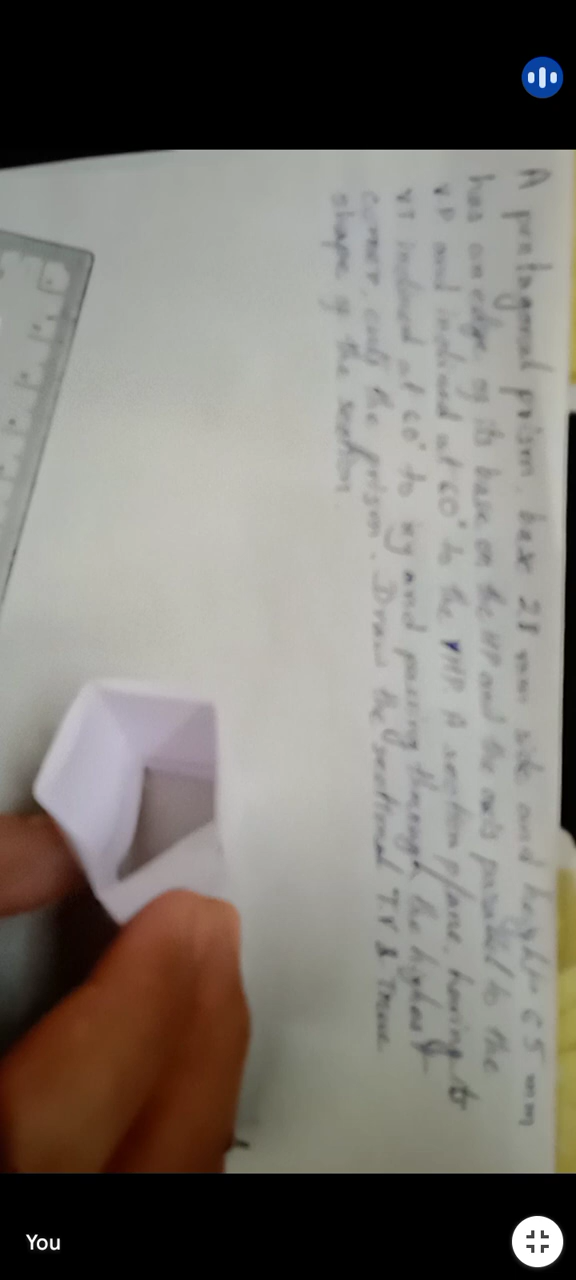 A pentagonal prism, base 28 mm side and height 65 mm
has an edge of its base on the HP and the axis parallel to the
VP and inclined at 60° to the HP. A section plane, having its
VT inclined at 60° to xy and passing through the highest
corner, cuts the prism. Draw the sectional T.V & True
shape of the section
You